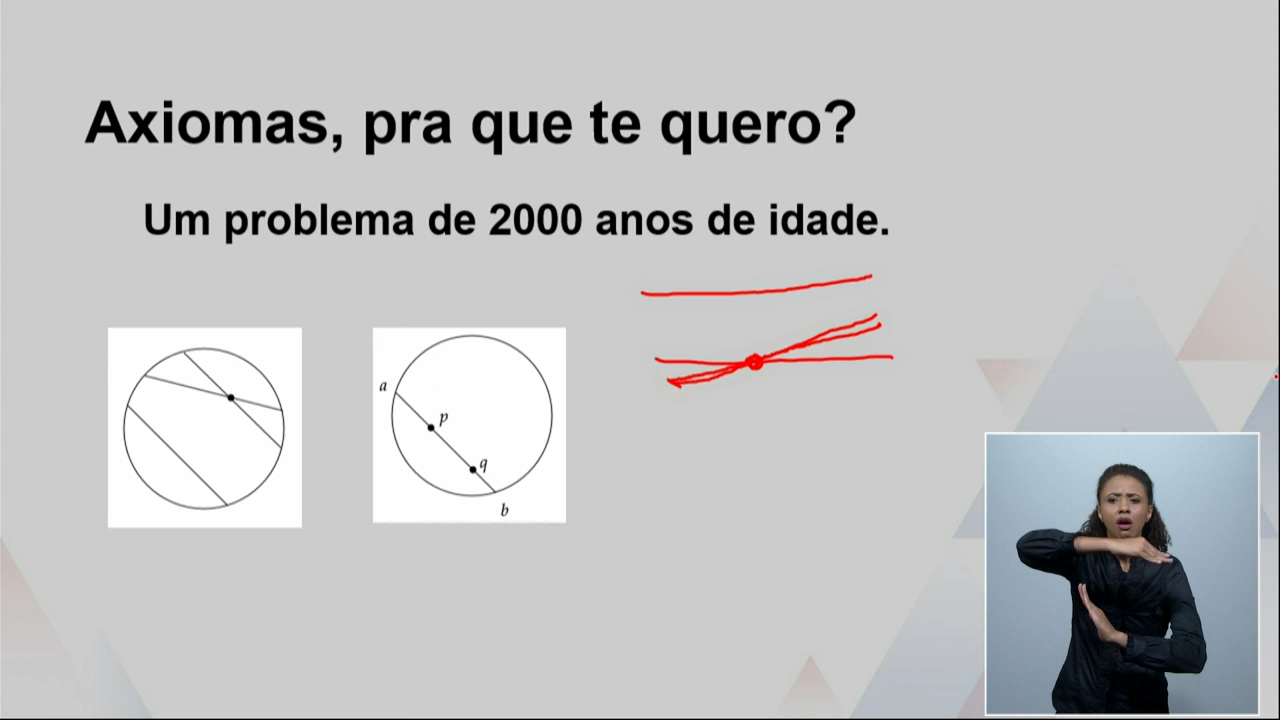 Axiomas, pra que te quero?
Um problema de 2000 anos de idade.
a
p
q
b